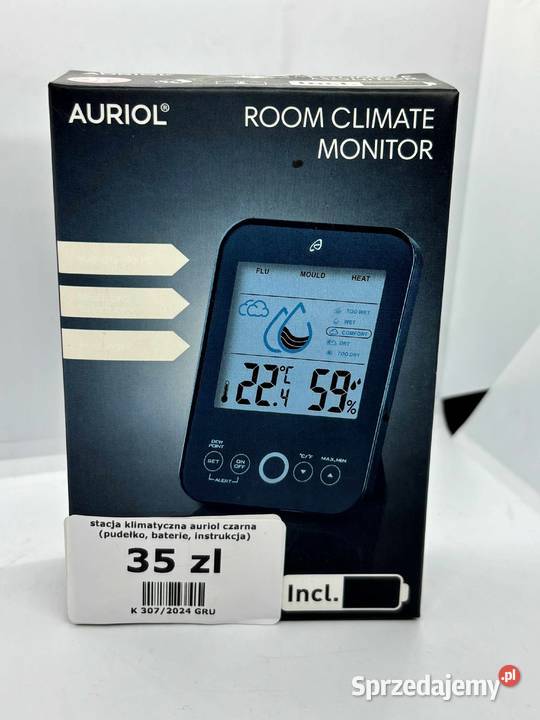 AURIOL®
ROOM CLIMATE
MONITOR
FLU MOULD HEAT
TOO WET
WET
COMFORT
DRY
TOO DRY
22.4 °C 59 %
DEW
POINT
°C/°F MAX./MIN
SET ON
OFF
ALERT
stacja klimatyczna auriol czarna
(pudełko, baterie, instrukcja)
35 zl
K 307/2024 GRU
Incl.
Sprzedajemy.pl